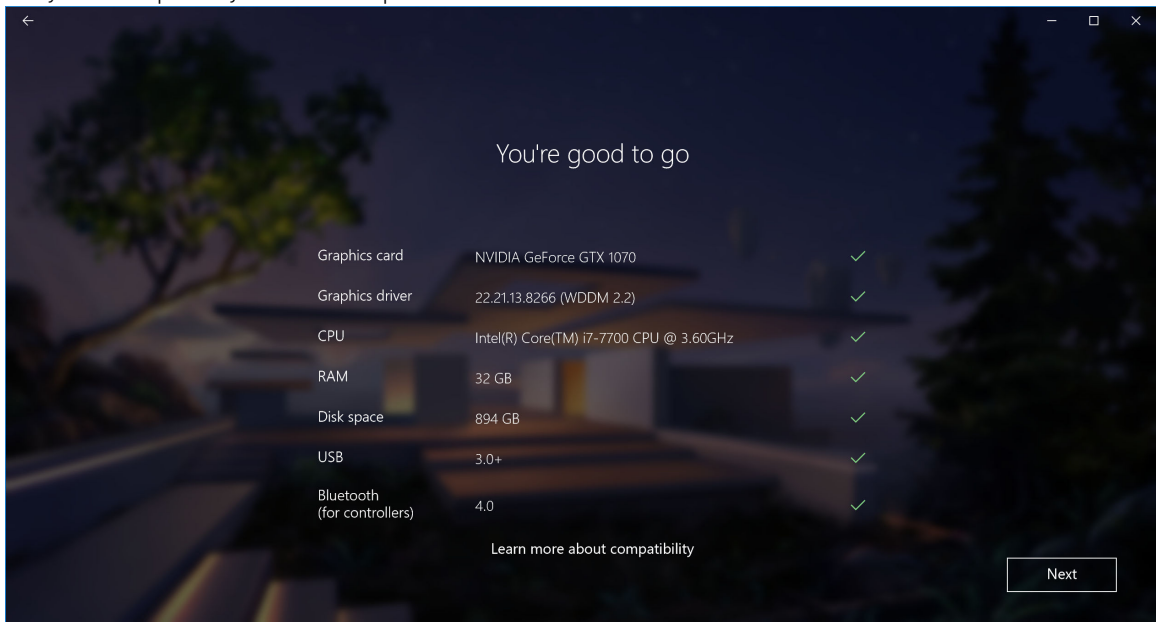 You're good to go
Graphics card NVIDIA GeForce GTX 1070
Graphics driver 22.21.13.8266 (WDDM 2.2)
CPU Intel(R) Core(TM) i7-7700 CPU @ 3.60GHz
RAM 32 GB
Disk space 894 GB
USB 3.0+
Bluetooth
(for controllers) 4.0
Learn more about compatibility
Next